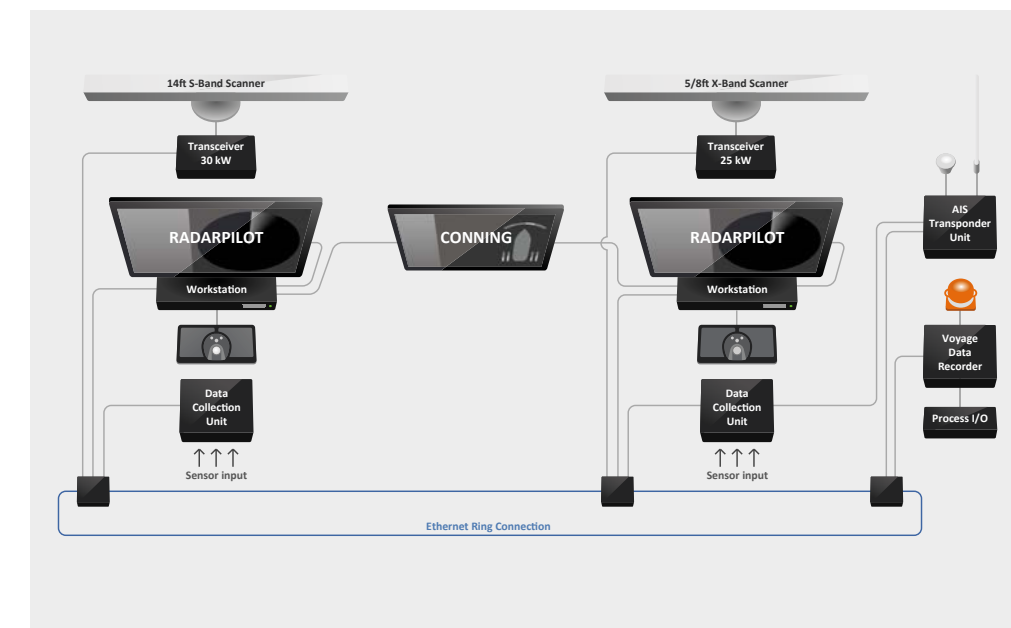 14ft S-Band Scanner
5/8ft X-Band Scanner
Transceiver
30 kW
Transceiver
25 kW
RADARPILOT
CONNING
RADARPILOT
AIS
Transponder
Unit
Workstation
Workstation
Voyage
Data
Recorder
Data
Collection
Unit
Data
Collection
Unit
Process I/O
Sensor input
Sensor input
Ethernet Ring Connection